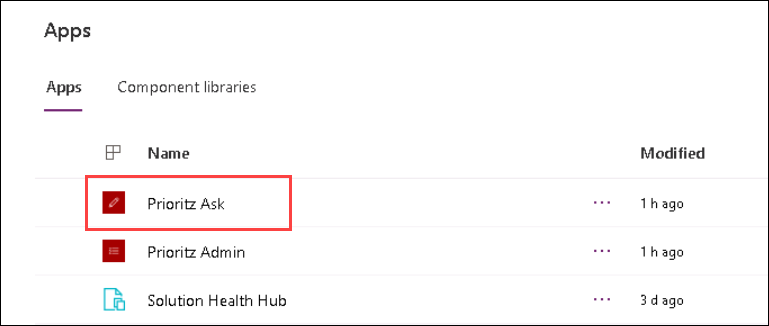 Apps
Apps Component libraries
Name Modified
Prioritz Ask ... 1 h ago
Prioritz Admin ... 1 h ago
Solution Health Hub ... 3 d ago